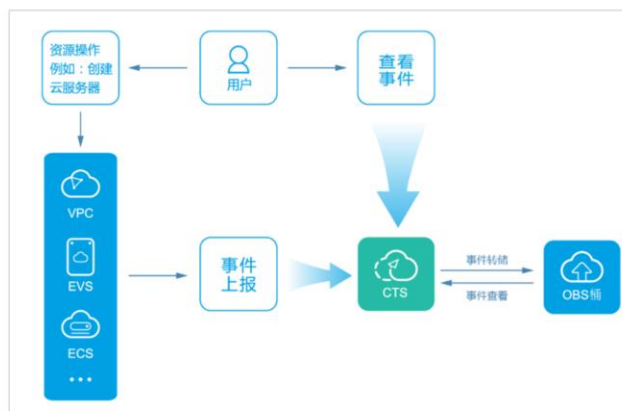 资源操作
例如：创建
云服务器
用户
查看
事件
VPC
EVS
ECS
事件
上报
CTS
事件转储
事件查看
OBS桶